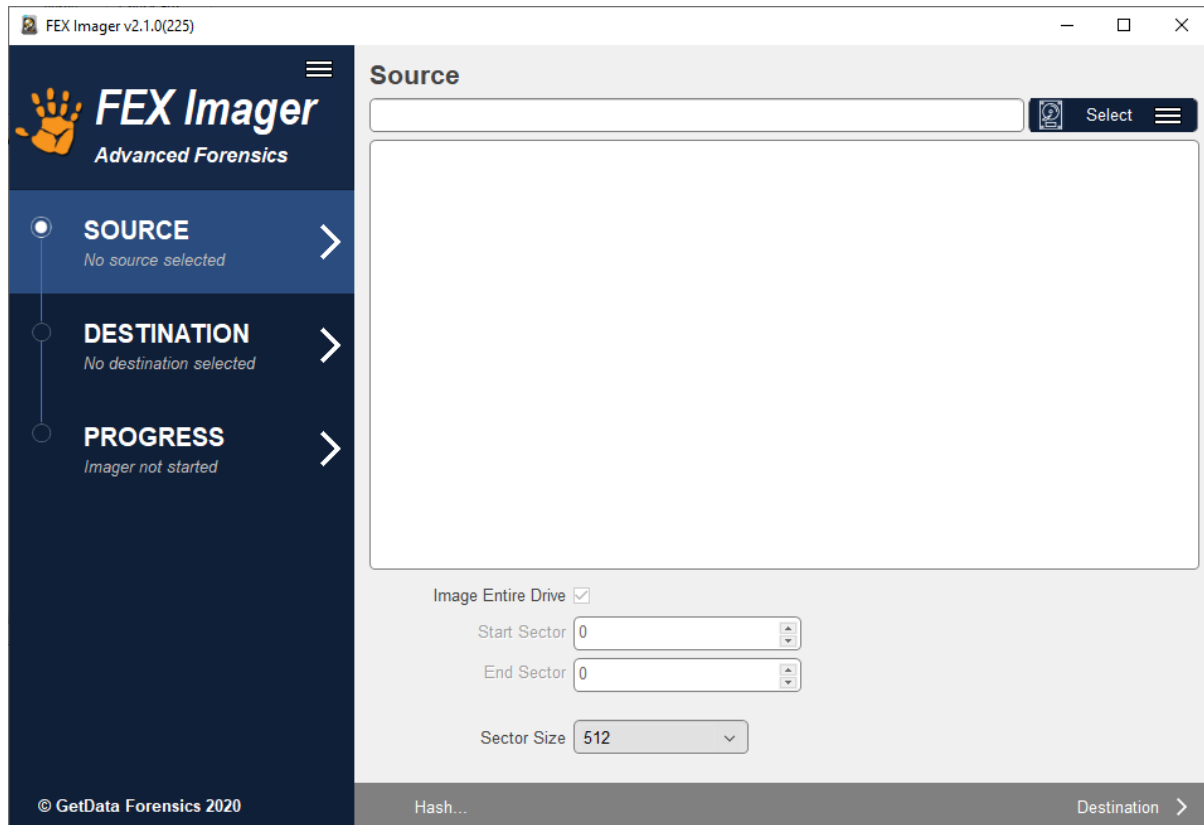 FEX Imager v2.1.0(225)
FEX Imager
Advanced Forensics
SOURCE
No source selected
DESTINATION
No destination selected
PROGRESS
Imager not started
© GetData Forensics 2020
Source
Select
Image Entire Drive
Start Sector 0
End Sector 0
Sector Size 512
Hash...
Destination